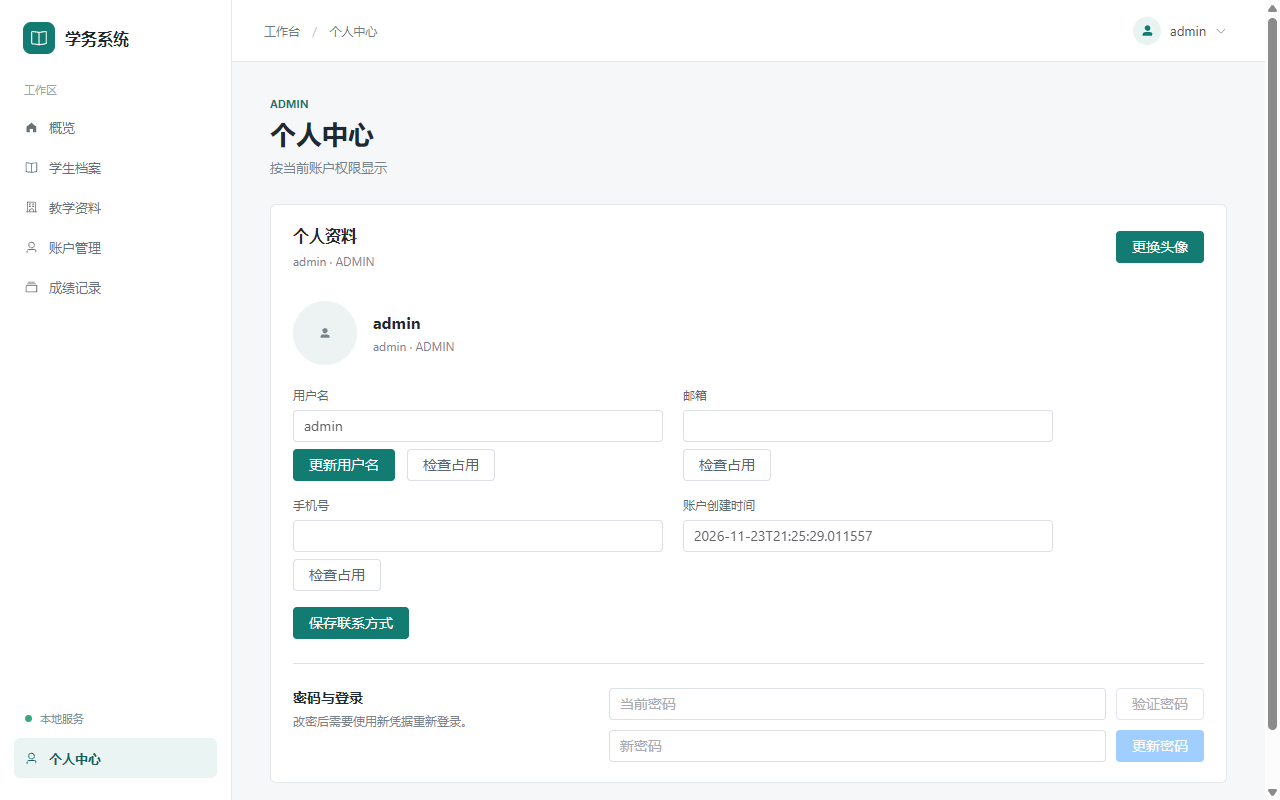 学务系统
工作区
概览
学生档案
教学资料
账户管理
成绩记录
本地服务
个人中心
工作台 / 个人中心
admin
ADMIN
个人中心
按当前账户权限显示
个人资料
admin · ADMIN
更换头像
admin
admin · ADMIN
用户名
邮箱
admin
更新用户名
检查占用
检查占用
手机号
账户创建时间
2026-11-23T21:25:29.011557
检查占用
保存联系方式
密码与登录
改密后需要使用新凭据重新登录。
当前密码
验证密码
新密码
更新密码